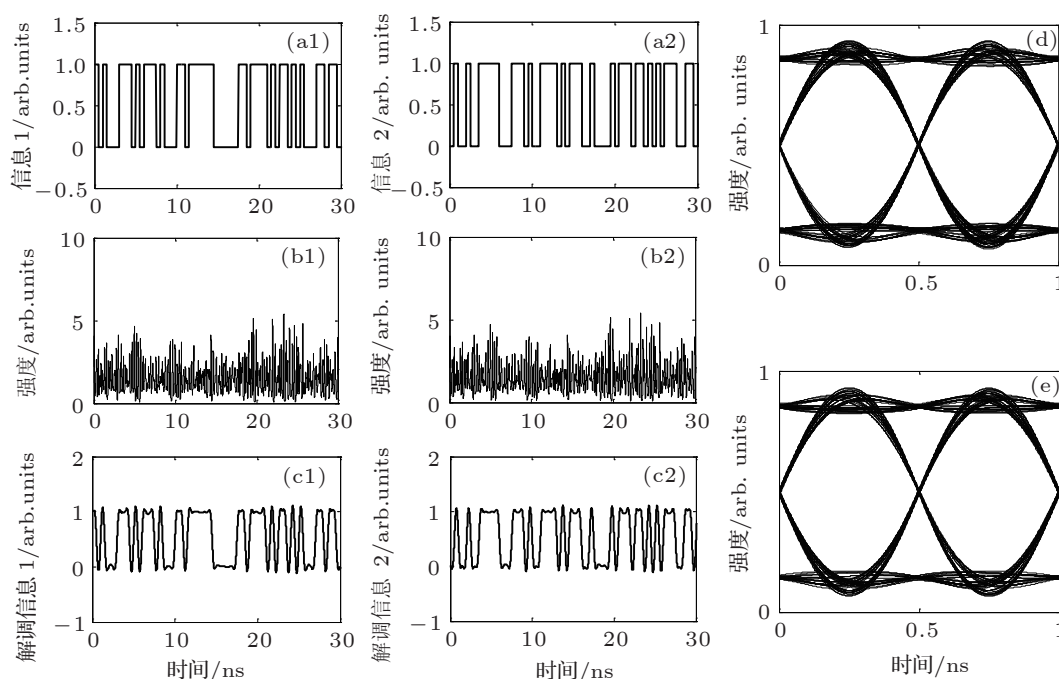 (a1)
信息 1/arb.units
1.5
1.0
0.5
0
−0.5
0 10 20 30
(a2)
信息 2/arb. units
1.5
1.0
0.5
0
−0.5
0 10 20 30
(d)
强度/arb. units
1
0
0 0.5 1
(b1)
强度/arb.units
10
5
0
0 10 20 30
(b2)
强度/arb. units
10
5
0
0 10 20 30
(c1)
解调信息 1/arb.units
2
1
0
−1
0 10 20 30
时间/ns
(c2)
解调信息 2/arb.units
2
1
0
−1
0 10 20 30
时间/ns
(e)
强度/arb. units
1
0
0 0.5 1
时间/ns